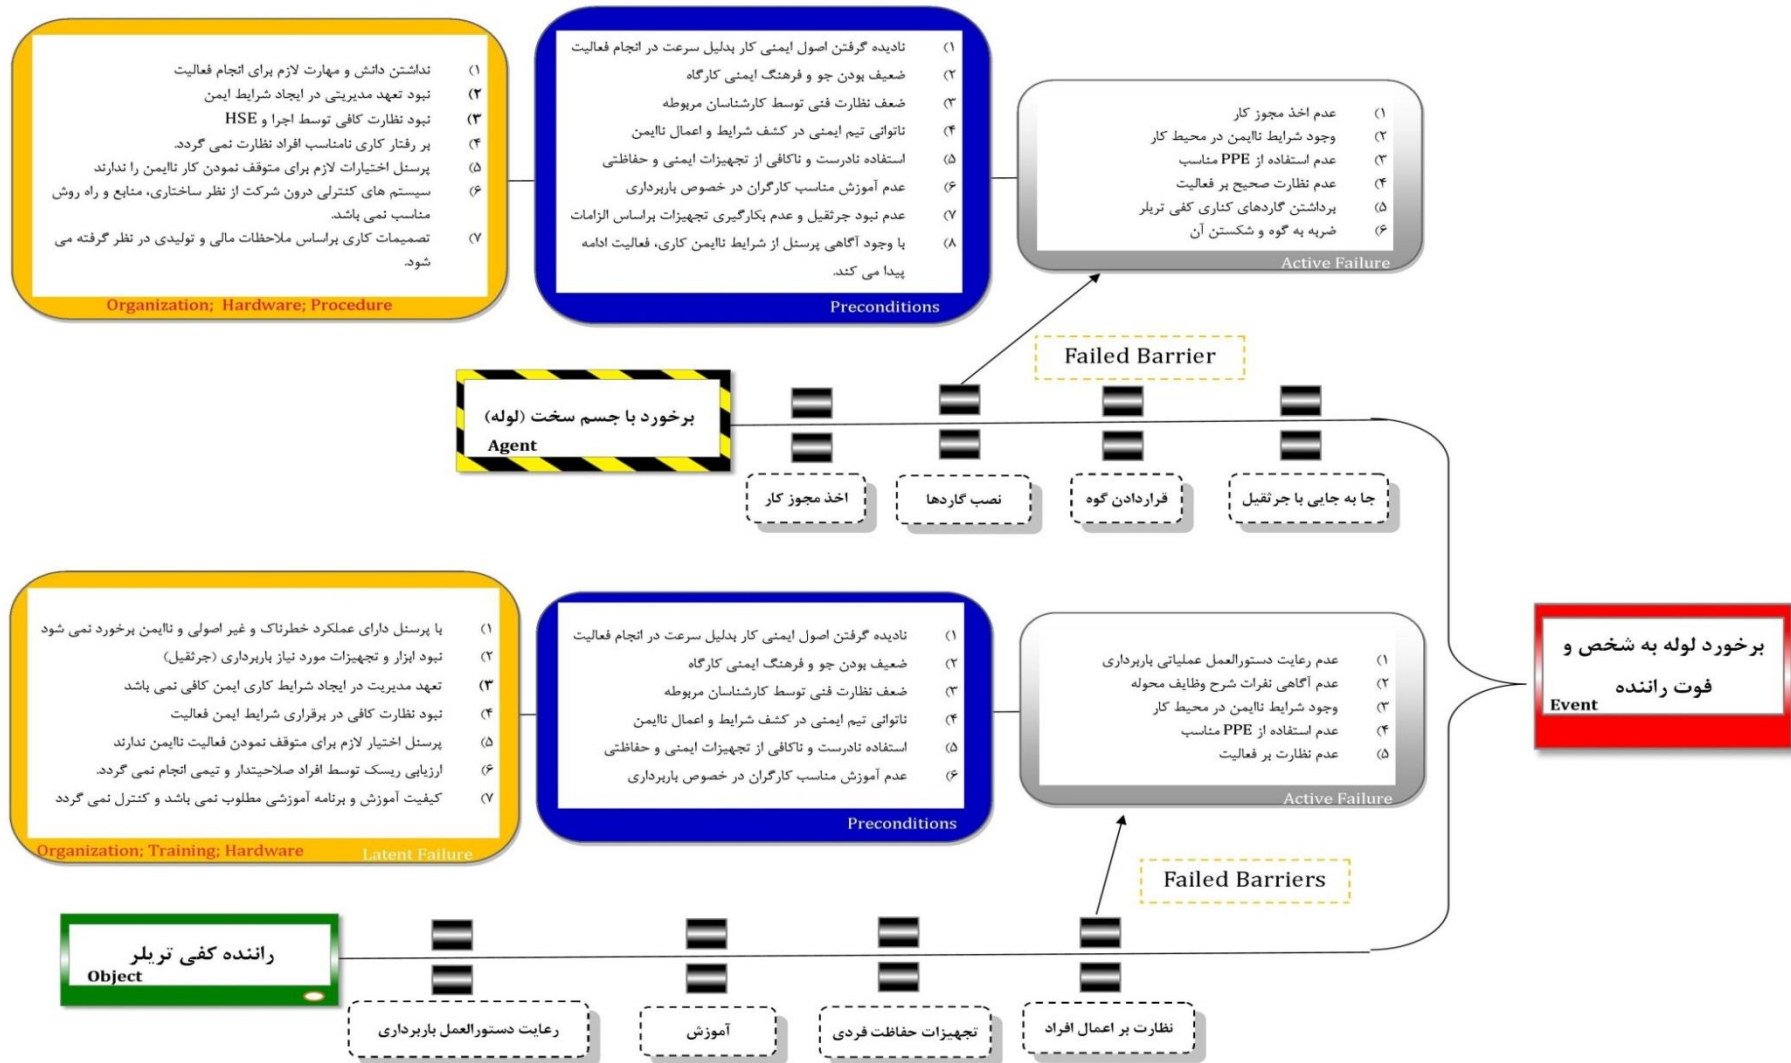 ۱) نداشتن دانش و مهارت لازم برای انجام فعالیت
۲) نبود تعهد مدیریتی در ایجاد شرایط ایمن
۳) نبود نظارت کافی توسط اجرا و HSE
۴) بر رفتار کاری نامناسب افراد نظارت نمی گردد.
۵) پرسنل اختیارات لازم برای متوقف نمودن کار ناایمن را ندارند
۶) سیستم های کنترلی درون شرکت از نظر ساختاری، منابع و راه روش
مناسب نمی باشد.
۷) تصمیمات کاری براساس ملاحظات مالی و تولیدی در نظر گرفته می
شود.
Organization; Hardware; Procedure
۱) نادیده گرفتن اصول ایمنی کار بدلیل سرعت در انجام فعالیت
۲) ضعیف بودن جو و فرهنگ ایمنی کارگاه
۳) ضعف نظارت فنی توسط کارشناسان مربوطه
۴) ناتوانی تیم ایمنی در کشف شرایط و اعمال ناایمن
۵) استفاده نادرست و ناکافی از تجهیزات ایمنی و حفاظتی
۶) عدم آموزش مناسب کارگران در خصوص باربرداری
۷) عدم نبود جرثقیل و عدم بکارگیری تجهیزات براساس الزامات
۸) با وجود آگاهی پرسنل از شرایط ناایمن کاری، فعالیت ادامه
پیدا می کند.
Preconditions
۱) عدم اخذ مجوز کار
۲) وجود شرایط ناایمن در محیط کار
۳) عدم استفاده از PPE مناسب
۴) عدم نظارت صحیح بر فعالیت
۵) برداشتن گاردهای کناری کفی تریلر
۶) ضربه به گوه و شکستن آن
Active Failure
Failed Barrier
برخورد با جسم سخت (لوله)
Agent
اخذ مجوز کار
نصب گاردها
قراردادن گوه
جا به جایی با جرثقیل
۱) با پرسنل دارای عملکرد خطرناک و غیر اصولی و ناایمن برخورد نمی شود
۲) نبود ابزار و تجهیزات مورد نیاز باربرداری (جرثقیل)
۳) تعهد مدیریت در ایجاد شرایط کاری ایمن کافی نمی باشد
۴) نبود نظارت کافی در برقراری شرایط ایمن فعالیت
۵) پرسنل اختیار لازم برای متوقف نمودن فعالیت ناایمن ندارند
۶) ارزیابی ریسک توسط افراد صلاحیتدار و تیمی انجام نمی گردد.
۷) کیفیت آموزش و برنامه آموزشی مطلوب نمی باشد و کنترل نمی گردد
Organization; Training; Hardware
Latent Failure
۱) نادیده گرفتن اصول ایمنی کار بدلیل سرعت در انجام فعالیت
۲) ضعیف بودن جو و فرهنگ ایمنی کارگاه
۳) ضعف نظارت فنی توسط کارشناسان مربوطه
۴) ناتوانی تیم ایمنی در کشف شرایط و اعمال ناایمن
۵) استفاده نادرست و ناکافی از تجهیزات ایمنی و حفاظتی
۶) عدم آموزش مناسب کارگران در خصوص باربرداری
Preconditions
۱) عدم رعایت دستورالعمل عملیاتی باربرداری
۲) عدم آگاهی نفرات شرح وظایف محوله
۳) وجود شرایط ناایمن در محیط کار
۴) عدم استفاده از PPE مناسب
۵) عدم نظارت بر فعالیت
Active Failure
برخورد لوله به شخص و
فوت راننده
Event
Failed Barriers
راننده کفی تریلر
Object
رعایت دستورالعمل باربرداری
آموزش
تجهیزات حفاظت فردی
نظارت بر اعمال افراد